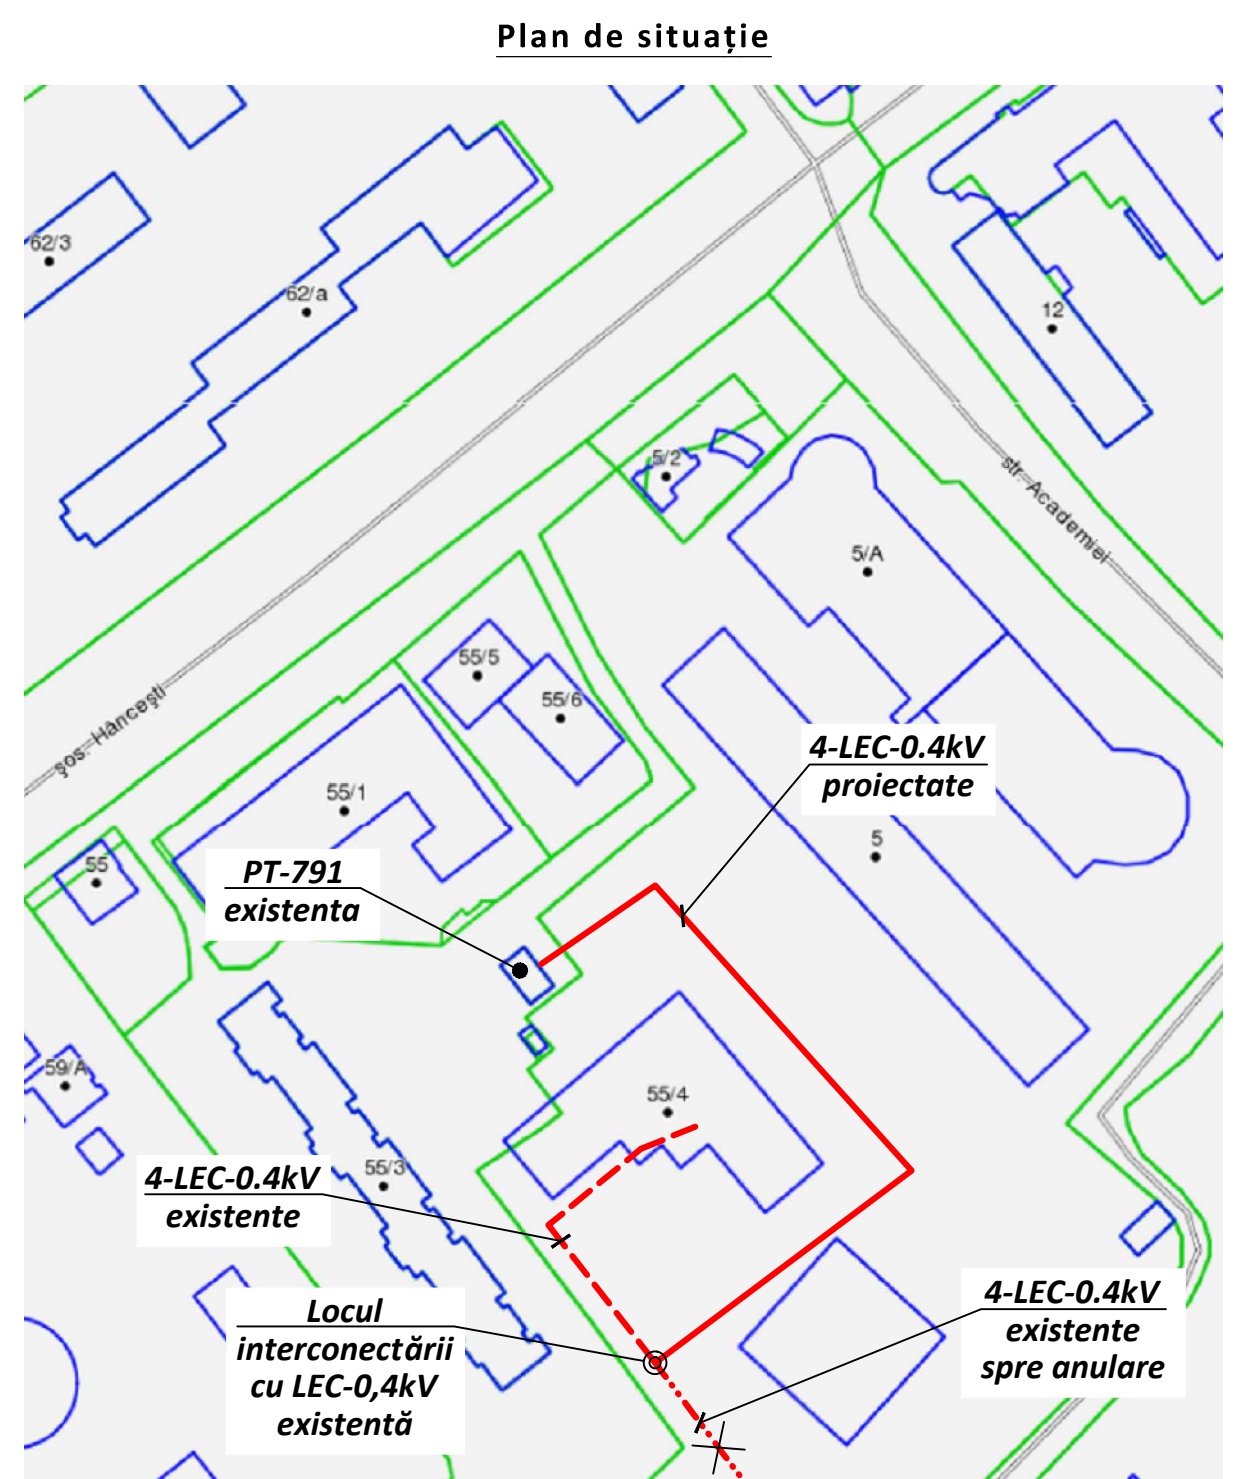 Plan de situație
62/3
62/a
12
5/2
str. Academiei
5/A
55/5
55/6
șos. Hâncești
4-LEC-0.4kV
proiectate
55/1
5
55
PT-791
existenta
59/A
55/4
55/3
4-LEC-0.4kV
existente
Locul
interconectării
cu LEC-0,4kV
existentă
4-LEC-0.4kV
existente
spre anulare